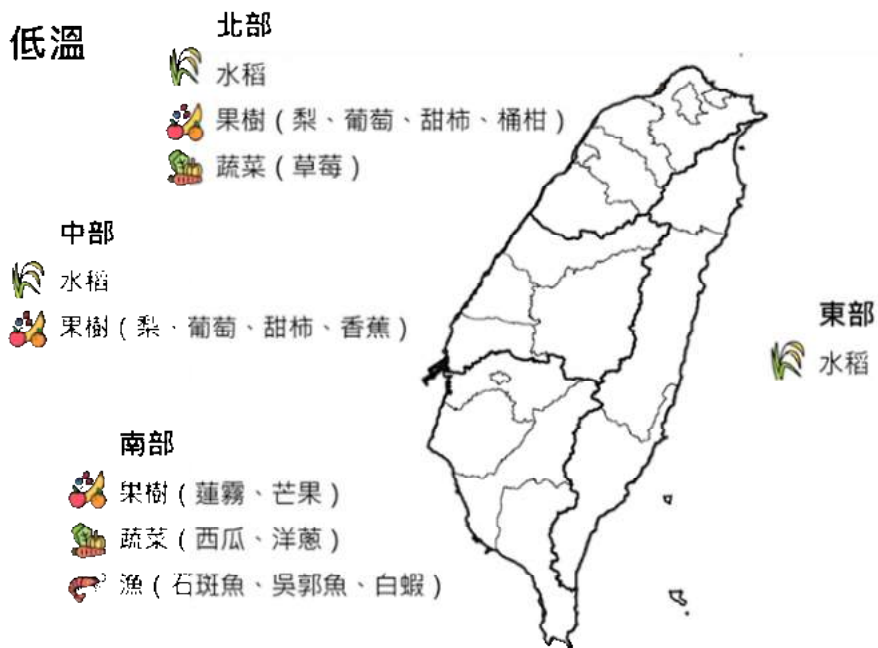 低溫
北部
水稻
果樹(梨、葡萄、甜柿、桶柑)
蔬菜(草莓)
中部
水稻
果樹(梨、葡萄、甜柿、香蕉)
東部
水稻
南部
果樹(蓮霧、芒果)
蔬菜(西瓜、洋蔥)
漁(石斑魚、吳郭魚、白蝦)